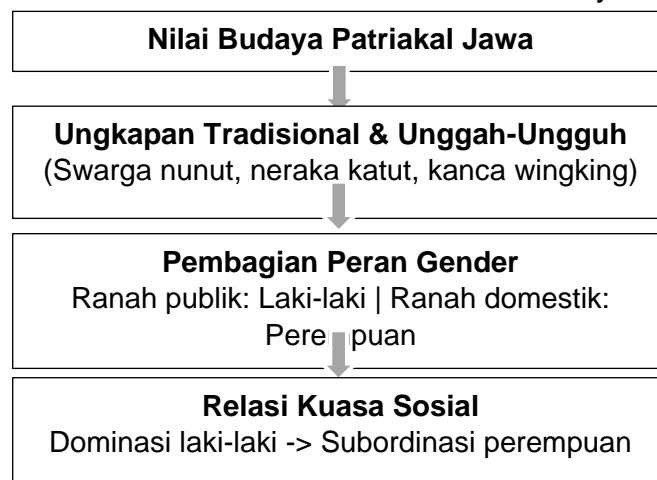 Nilai Budaya Patriakal Jawa
Ungkapan Tradisional & Unggah-Ungguh
(Swarga nunut, neraka katut, kanca wingking)
Pembagian Peran Gender
Ranah publik: Laki-laki | Ranah domestik:
Perempuan
Relasi Kuasa Sosial
Dominasi laki-laki -> Subordinasi perempuan